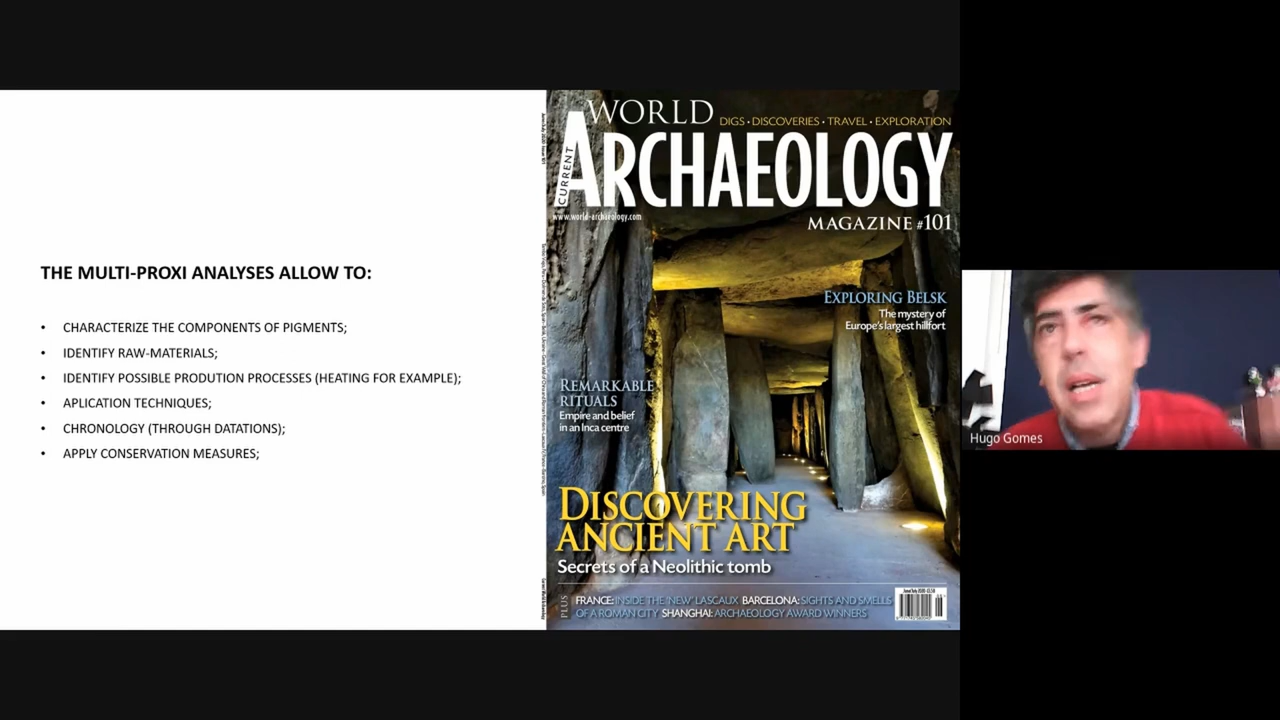 THE MULTI-PROXI ANALYSES ALLOW TO:
• CHARACTERIZE THE COMPONENTS OF PIGMENTS;
• IDENTIFY RAW-MATERIALS;
• IDENTIFY POSSIBLE PRODUTION PROCESSES (HEATING FOR EXAMPLE);
• APLICATION TECHNIQUES;
• CHRONOLOGY (THROUGH DATATIONS);
• APPLY CONSERVATION MEASURES;
WORLD
DIGS • DISCOVERIES • TRAVEL • EXPLORATION
CURRENT
ARCHAEOLOGY
www.world-archaeology.com
MAGAZINE #101
EXPLORING BELSK
The mystery of
Europe's largest hillfort
REMARKABLE
RITUALS
Empire and belief
in an Inca centre
DISCOVERING
ANCIENT ART
Secrets of a Neolithic tomb
PLUS
FRANCE: INSIDE THE 'NEW' LASCAUX BARCELONA: SIGHTS AND SMELLS
OF A ROMAN CITY SHANGHAI: ARCHAEOLOGY AWARD WINNERS
Hugo Gomes